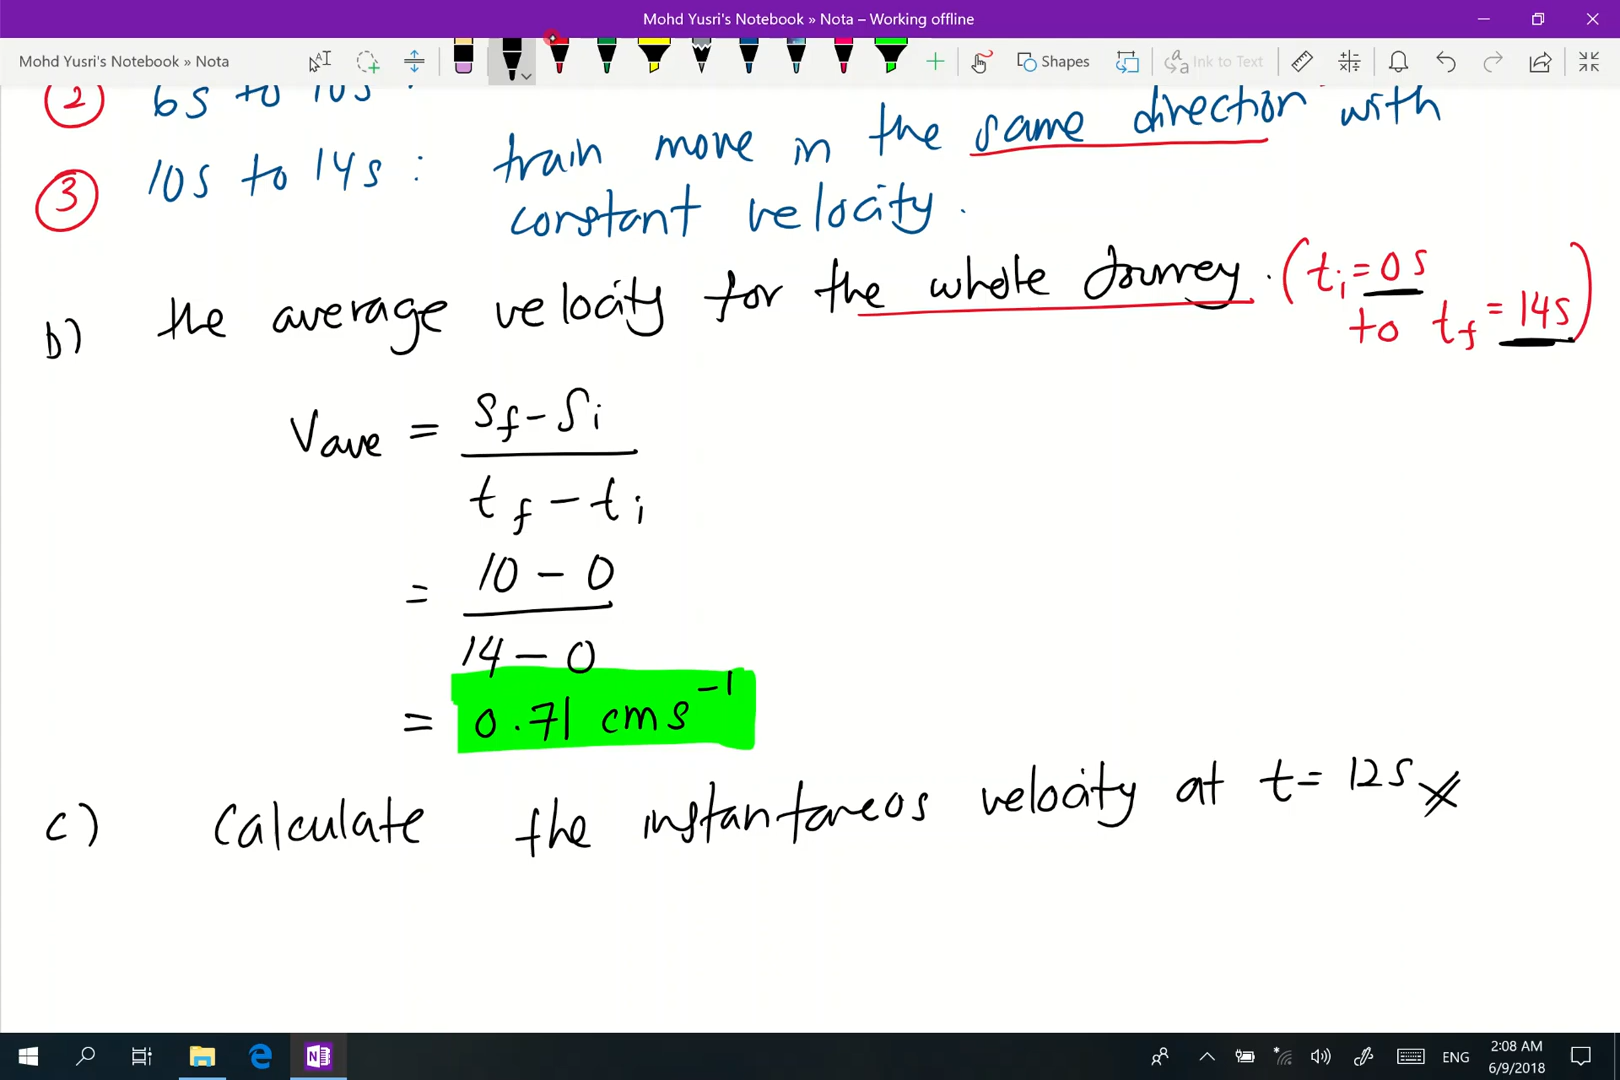 Mohd Yusri's Notebook » Nota – Working offline
Mohd Yusri's Notebook » Nota
Shapes
Ink to Text
2 6s to 10s :
train move in the same direction with
3 10s to 14s :
constant velocity.
b) the average velocity for the whole Journey. (ti = 0s
to tf = 14s)
Vave = Sf - Si
tf - ti
= 10 - 0
14 - 0
= 0.71 cm s⁻¹
c) Calculate the instantaneos velocity at t = 12s
ENG
2:08 AM
6/9/2018